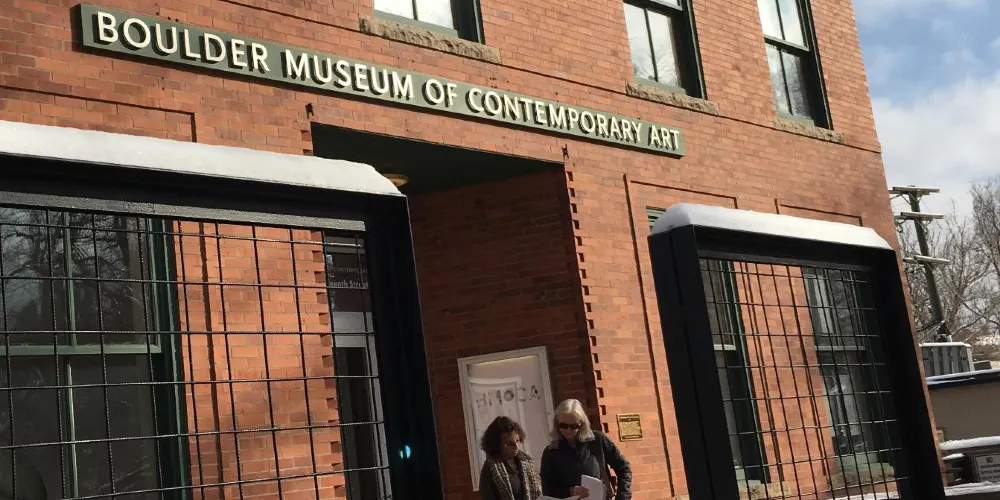 BOULDER MUSEUM OF CONTEMPORARY ART
BMOCA